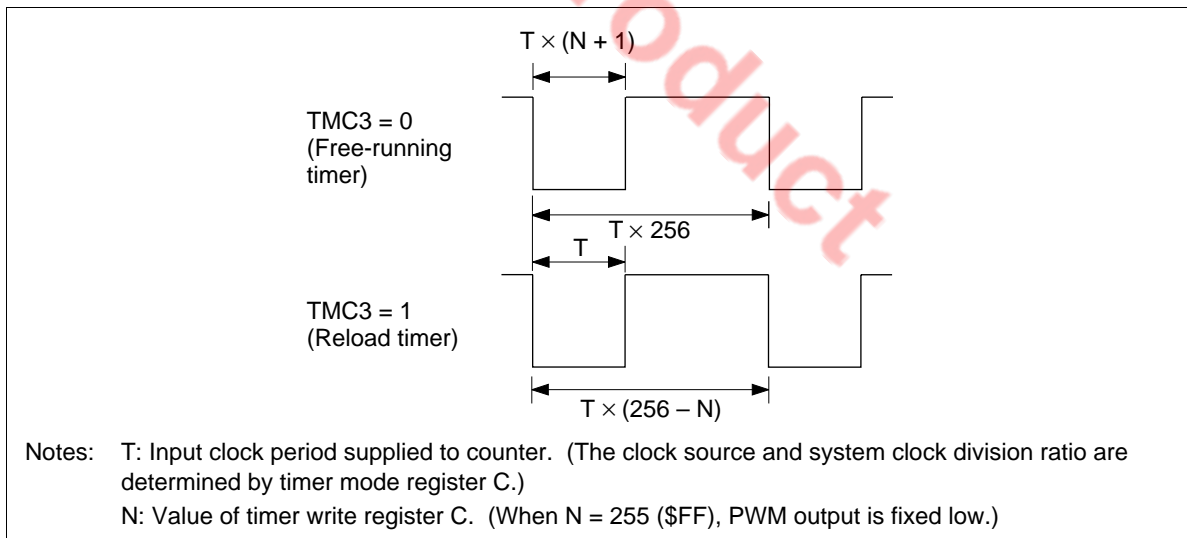 roduct
T × (N + 1)
TMC3 = 0
(Free-running
timer)
T × 256
T
TMC3 = 1
(Reload timer)
T × (256 – N)
Notes: T: Input clock period supplied to counter. (The clock source and system clock division ratio are
determined by timer mode register C.)
N: Value of timer write register C. (When N = 255 ($FF), PWM output is fixed low.)